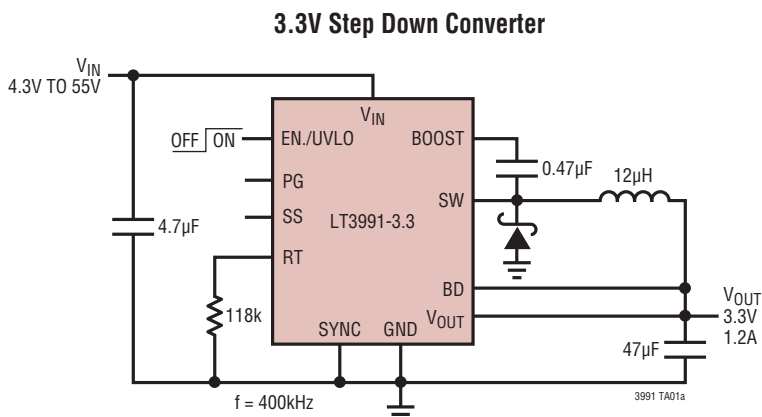 3.3V Step Down Converter
VIN
4.3V TO 55V
VIN
OFF ON
EN./UVLO
BOOST
0.47µF
12µH
PG
SW
SS
LT3991-3.3
4.7µF
RT
118k
BD
VOUT
SYNC
GND
VOUT
3.3V
1.2A
47µF
f = 400kHz
3991 TA01a